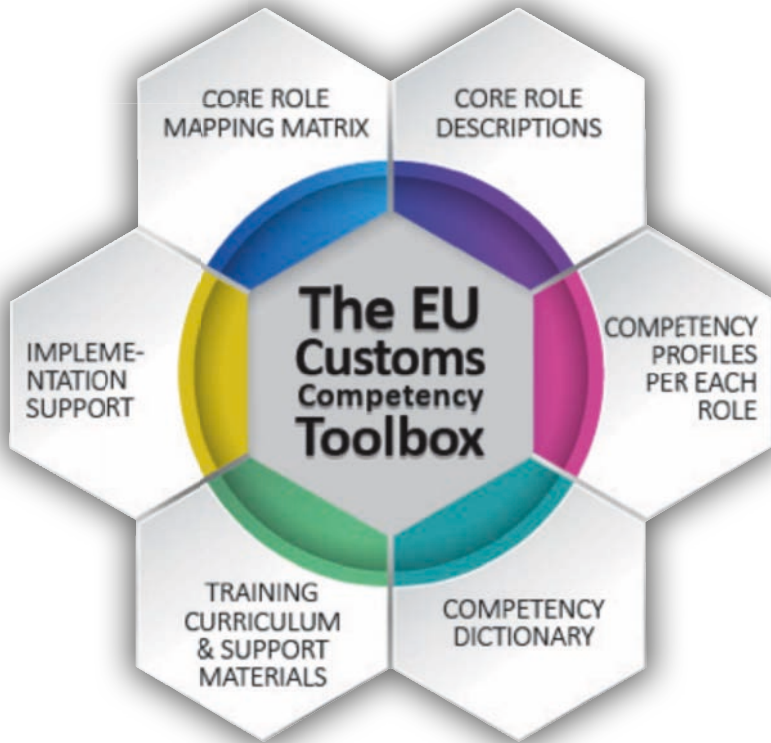 CORE ROLE
MAPPING MATRIX
CORE ROLE
DESCRIPTIONS
The EU
Customs
Competency
Toolbox
IMPLEME-
NTATION
SUPPORT
COMPETENCY
PROFILES
PER EACH
ROLE
TRAINING
CURRICULUM
& SUPPORT
MATERIALS
COMPETENCY
DICTIONARY